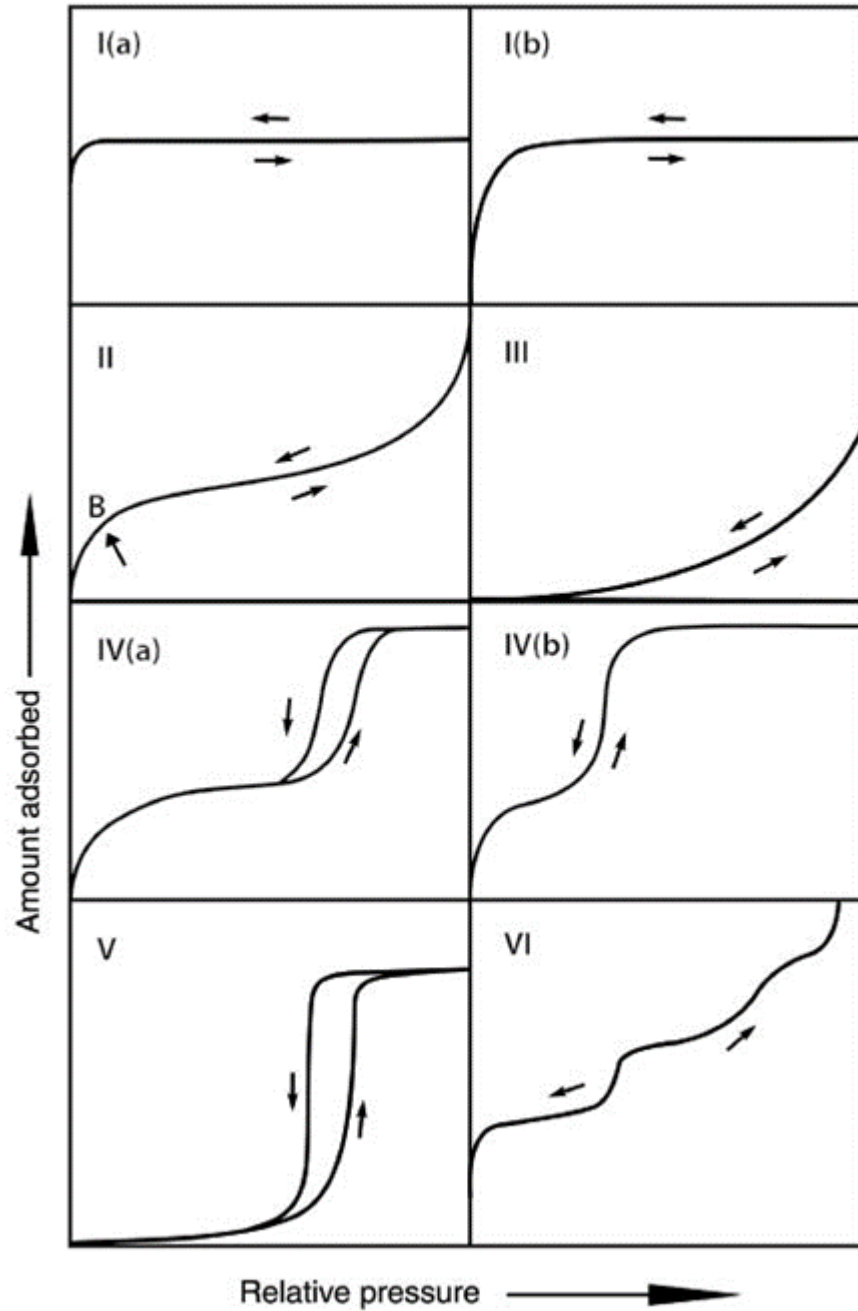 I(a)
I(b)
II
III
B
IV(a)
IV(b)
V
VI
Amount adsorbed
Relative pressure